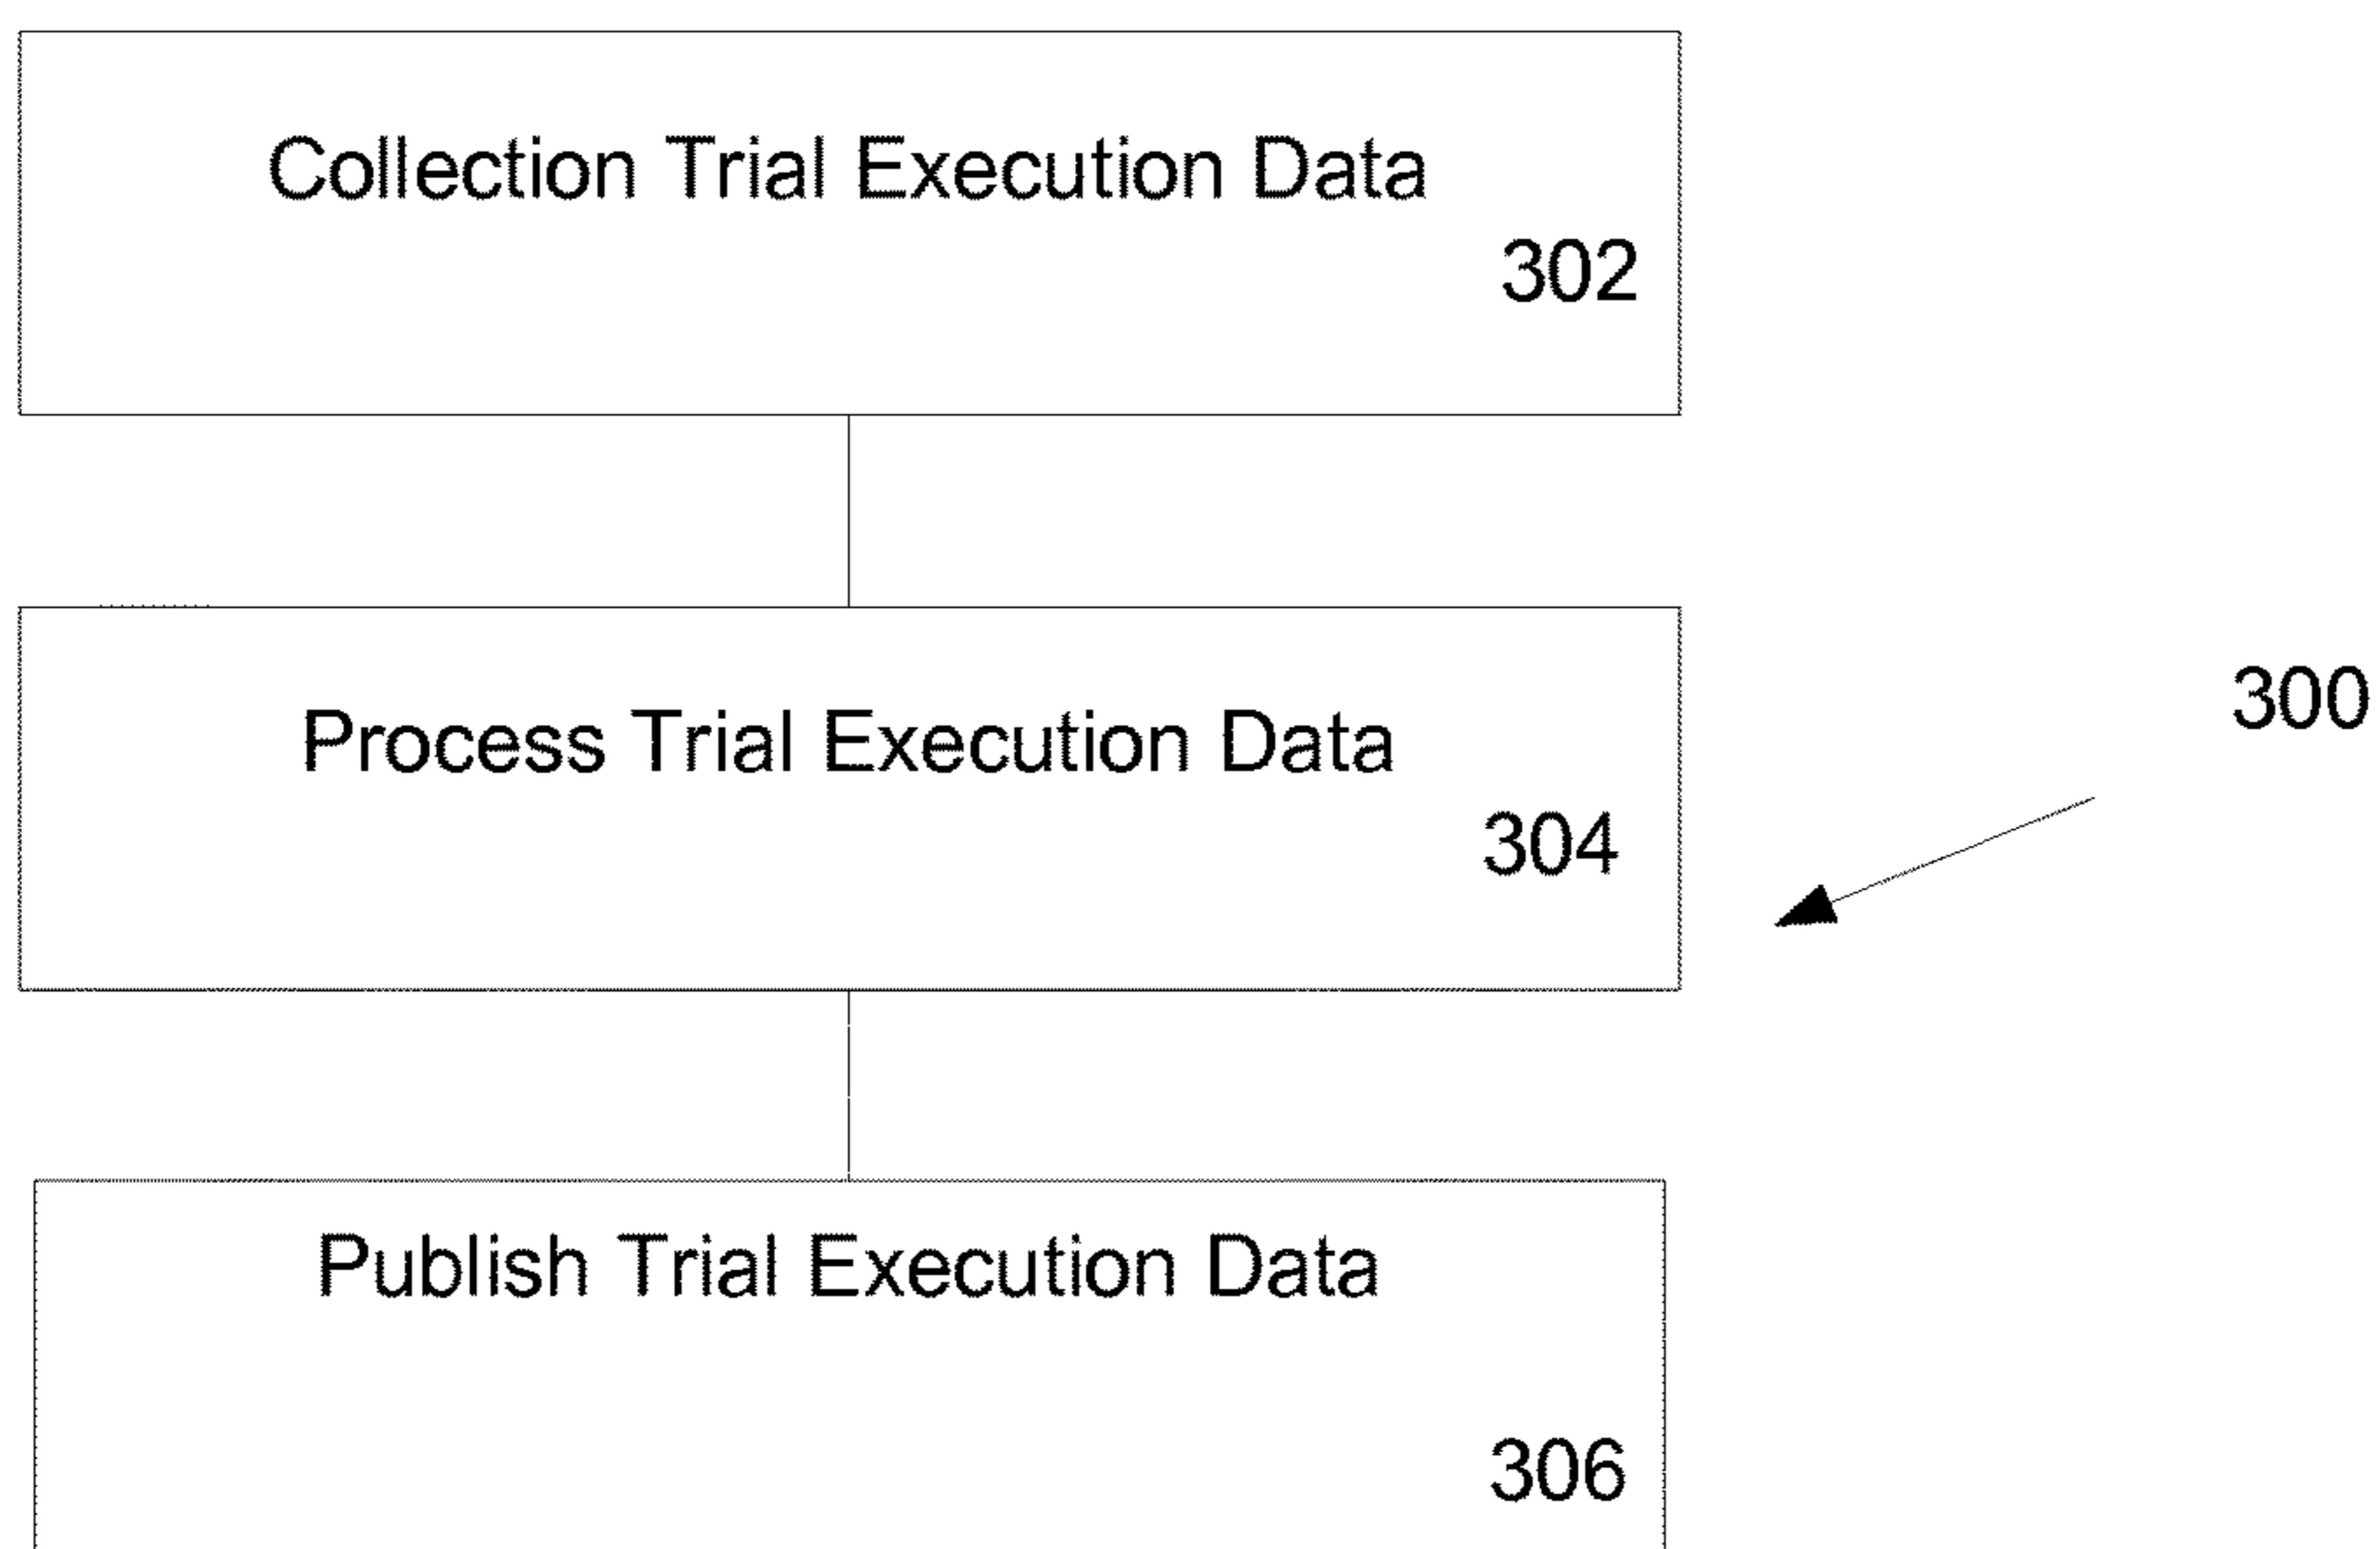 Collection Trial Execution Data
302
Process Trial Execution Data
304
300
Publish Trial Execution Data
306